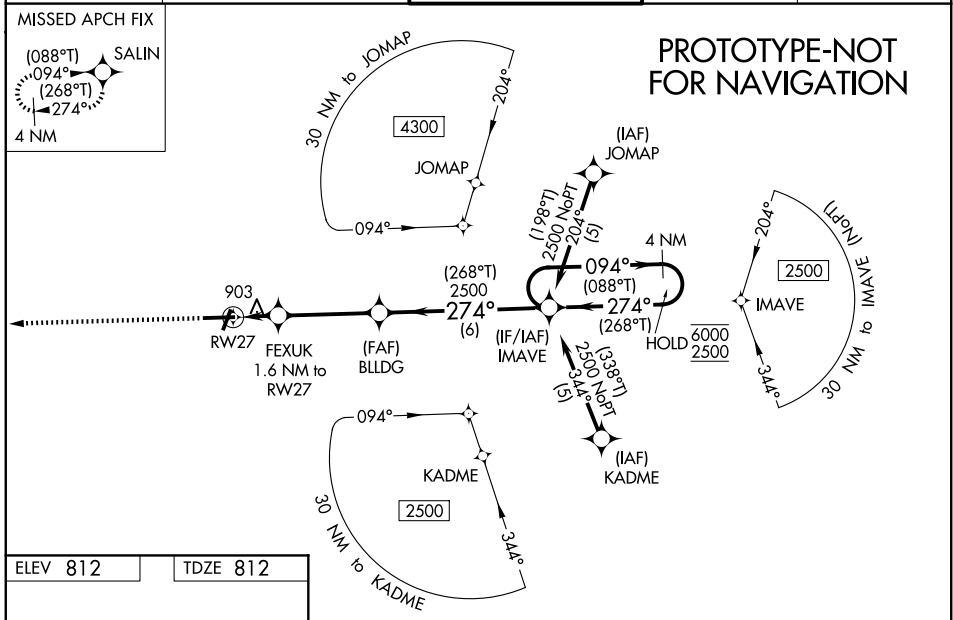 MISSED APCH FIX
(088°T)
SALIN
094°
(268°T)
274°
4 NM
PROTOTYPE-NOT
FOR NAVIGATION
30 NM to JOMAP
4300
204°
JOMAP
094°
(IAF)
JOMAP
(198°T)
2500 NoPT
204°
(5)
4 NM
094°
(088°T)
274°
(268°T)
HOLD 6000
2500
204°
30 NM to IMAVE (NoPT)
2500
IMAVE
344°
(268°T)
2500
274°
(6)
903
RW27
FEXUK
1.6 NM to
RW27
(FAF)
BLLDG
(IF/IAF)
IMAVE
(338°T)
2500 NoPT
344°
(5)
(IAF)
KADME
094°
KADME
2500
344°
30 NM to KADME
ELEV 812
TDZE 812